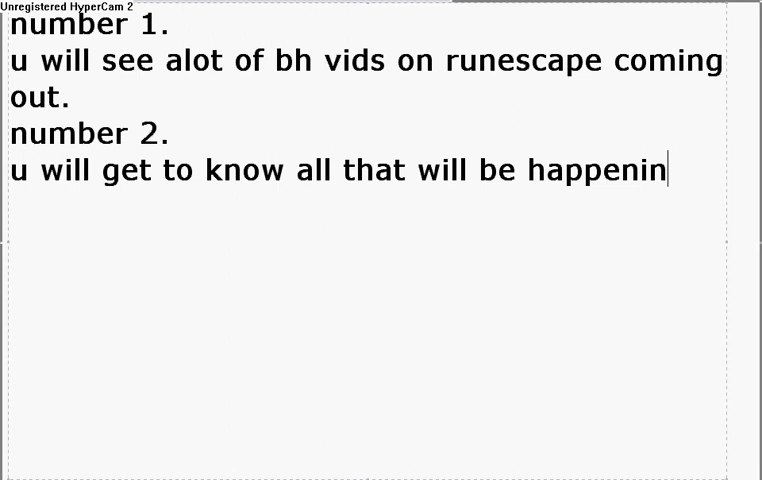 Unregistered HyperCam 2
number 1.
u will see alot of bh vids on runescape coming
out.
number 2.
u will get to know all that will be happenin